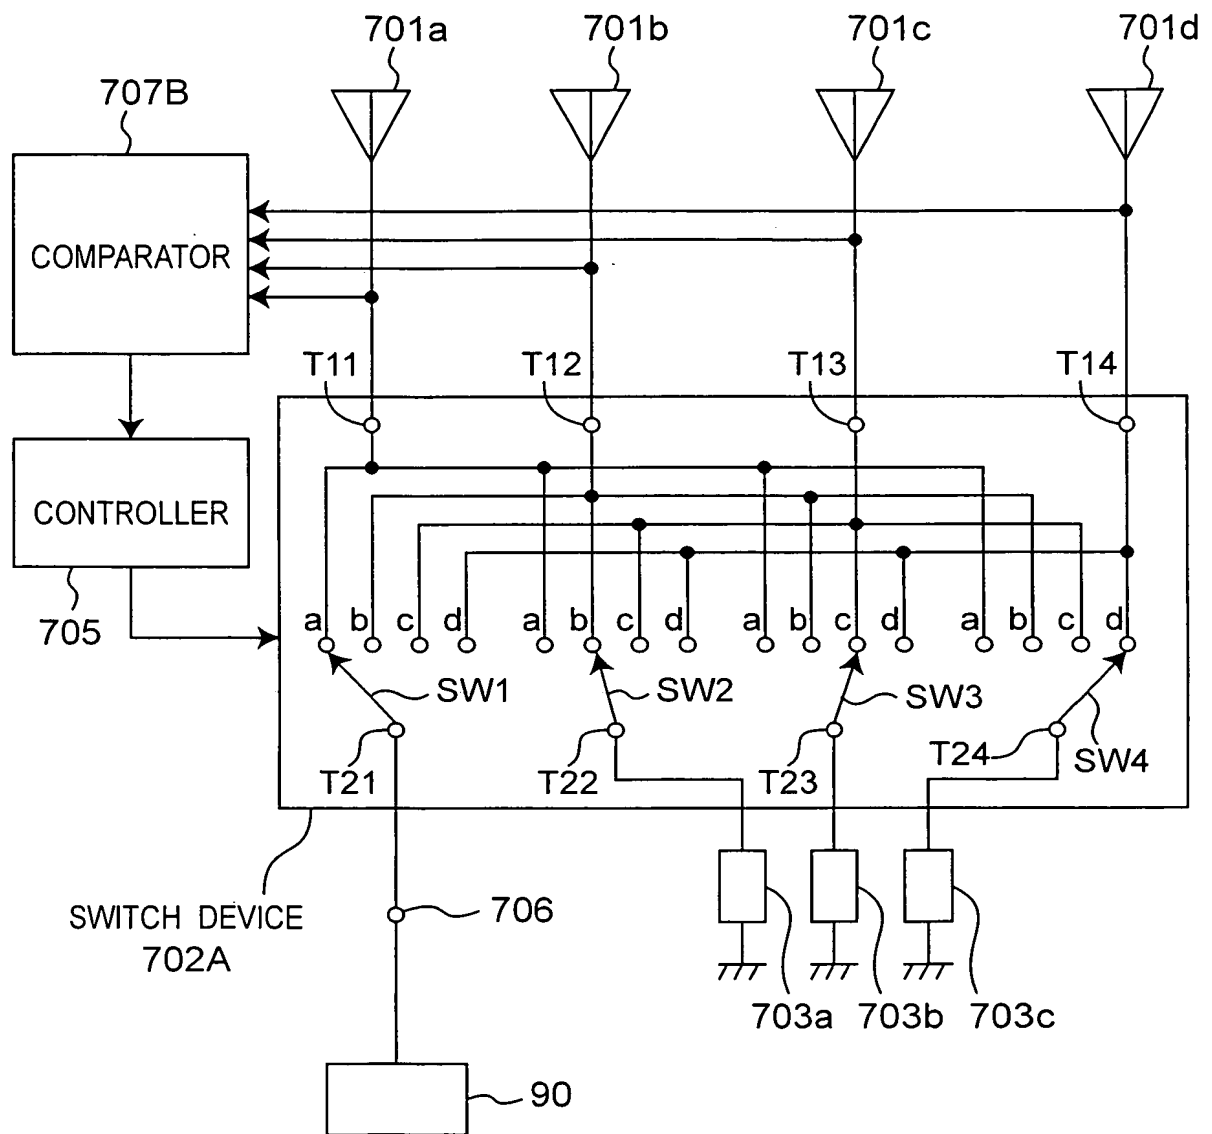 701a 701b 701c 701d
707B
COMPARATOR
T11 T12 T13 T14
CONTROLLER
705
a b c d a b c d a b c d a b c d
SW1 SW2 SW3 SW4
T21 T22 T23 T24
SWITCH DEVICE
702A
706
703a 703b 703c
90